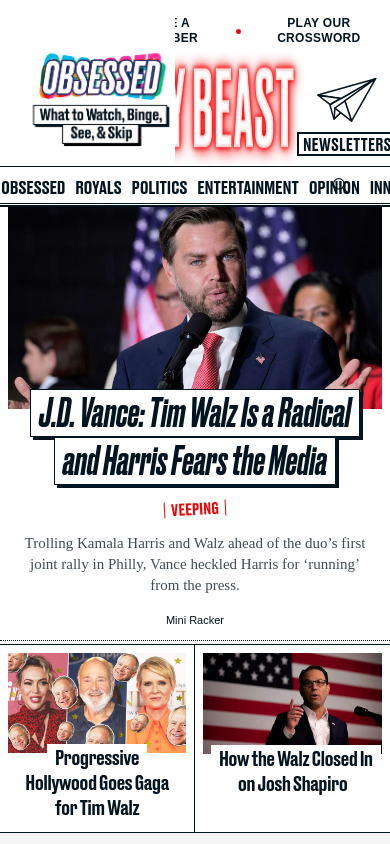 E A
BER
PLAY OUR
CROSSWORD
OBSESSED
What to Watch, Binge,
See, & Skip
Y BEAST
NEWSLETTERS
OBSESSED ROYALS POLITICS ENTERTAINMENT OPINION INN
J.D. Vance: Tim Walz Is a Radical
and Harris Fears the Media
VEEPING
Trolling Kamala Harris and Walz ahead of the duo’s first
joint rally in Philly, Vance heckled Harris for ‘running’
from the press.
Mini Racker
Progressive
Hollywood Goes Gaga
for Tim Walz
How the Walz Closed In
on Josh Shapiro